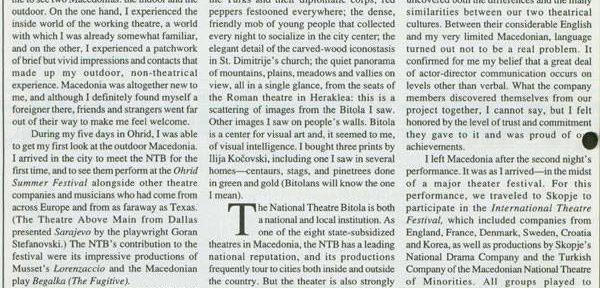 outdoor. On the one hand, I experienced the
inside world of the working theatre, a world
with which I was already somewhat familiar,
and on the other, I experienced a patchwork
of brief but vivid impressions and contacts that
made up my outdoor, non-theatrical
experience. Macedonia was altogether new to
me, and although I definitely found myself a
foreigner there, friends and strangers went far
out of their way to make me feel welcome.
During my five days in Ohrid, I was able
to get my first look at the outdoor Macedonia.
I arrived in the city to meet the NTB for the
first time, and to see them perform at the Ohrid
Summer Festival alongside other theatre
companies and musicians who had come from
across Europe and from as faraway as Texas.
(The Theatre Above Main from Dallas
presented Sarajevo by the playwright Goran
Stefanovski.) The NTB's contribution to the
festival were its impressive productions of
Musset's Lorenzaccio and the Macedonian
play Begalka (The Fugitive).
peppers festooned everywhere; the dense,
friendly mob of young people that collected
every night to socialize in the city center; the
elegant detail of the carved-wood iconostasis
in St. Dimitrije's church; the quiet panorama
of mountains, plains, meadows and vallies on
view, all in a single glance, from the seats of
the Roman theatre in Heraklea: this is a
scattering of images from the Bitola I saw.
Other images I saw on people's walls. Bitola
is a center for visual art and, it seemed to me,
of visual intelligence. I bought three prints by
Ilija Kočovski, including one I saw in several
homes—centaurs, stags, and pinetrees done
in green and gold (Bitolans will know the one
I mean).
The National Theatre Bitola is both
a national and local institution. As
one of the eight state-subsidized
theatres in Macedonia, the NTB has a leading
national reputation, and its productions
frequently tour to cities both inside and outside
the country. But the theater is also strongly
uncovered both the differences and the many
similarities between our two theatrical
cultures. Between their considerable English
and my very limited Macedonian, language
turned out not to be a real problem. It
confirmed for me my belief that a great deal
of actor-director communication occurs on
levels other than verbal. What the company
members discovered themselves from our
project together, I cannot say, but I felt
honored by the level of trust and commitment
they gave to it and was proud of
achievements.
I left Macedonia after the second night's
performance. It was as I arrived—in the midst
of a major theater festival. For this
performance, we traveled to Skopje to
participate in the International Theatre
Festival, which included companies from
England, France, Denmark, Sweden, Croatia
and Korea, as well as productions by Skopje's
National Drama Company and the Turkish
Company of the Macedonian National Theatre
of Minorities. All groups played to